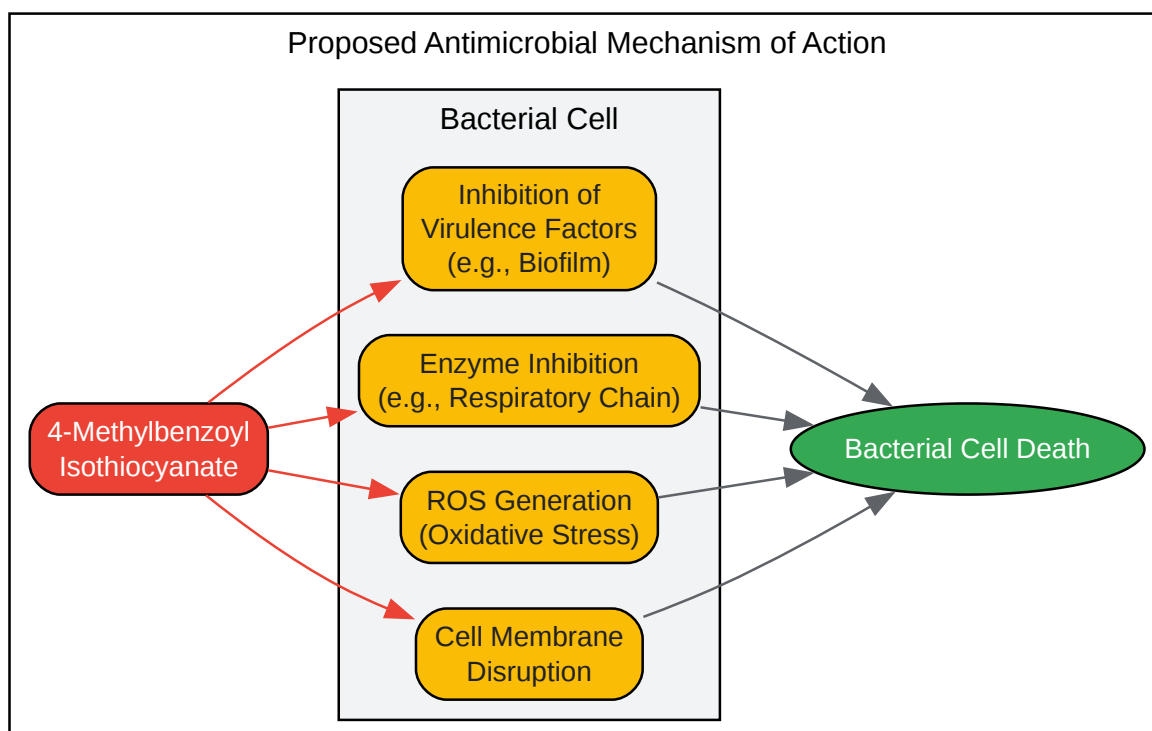 Proposed Antimicrobial Mechanism of Action
Bacterial Cell
Inhibition of
Virulence Factors
(e.g., Biofilm)
Enzyme Inhibition
(e.g., Respiratory Chain)
4-Methylbenzoyl
Isothiocyanate
Bacterial Cell Death
ROS Generation
(Oxidative Stress)
Cell Membrane
Disruption